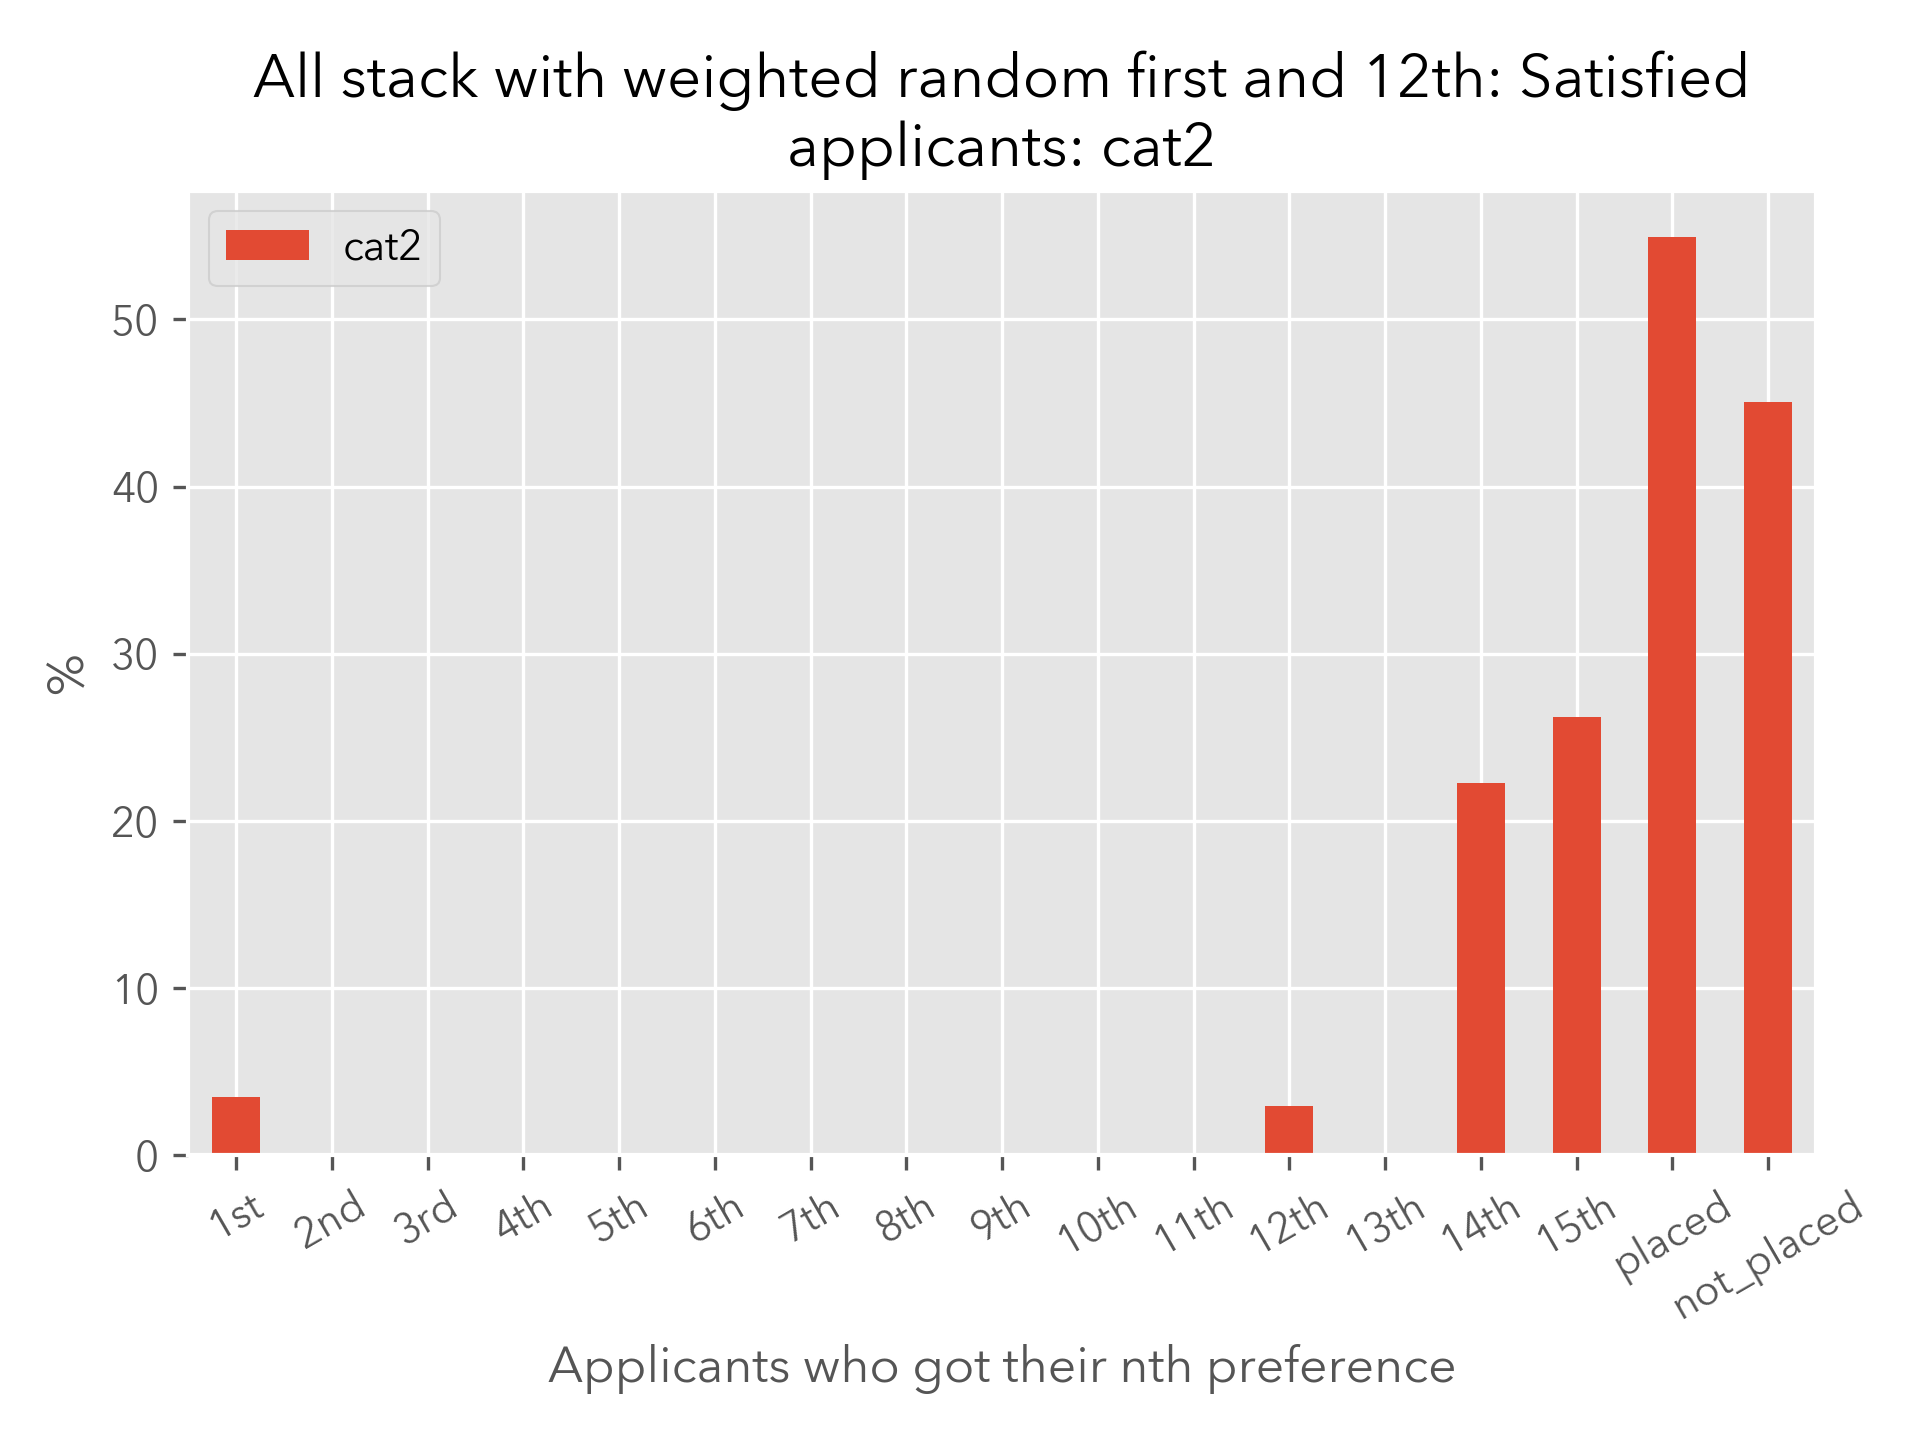 All stack with weighted random first and 12th: Satisfied
applicants: cat2
cat2
50
40
30
20
10
0
%
1st
2nd
3rd
4th
5th
6th
7th
8th
9th
10th
11th
12th
13th
14th
15th
placed
not_placed
Applicants who got their nth preference